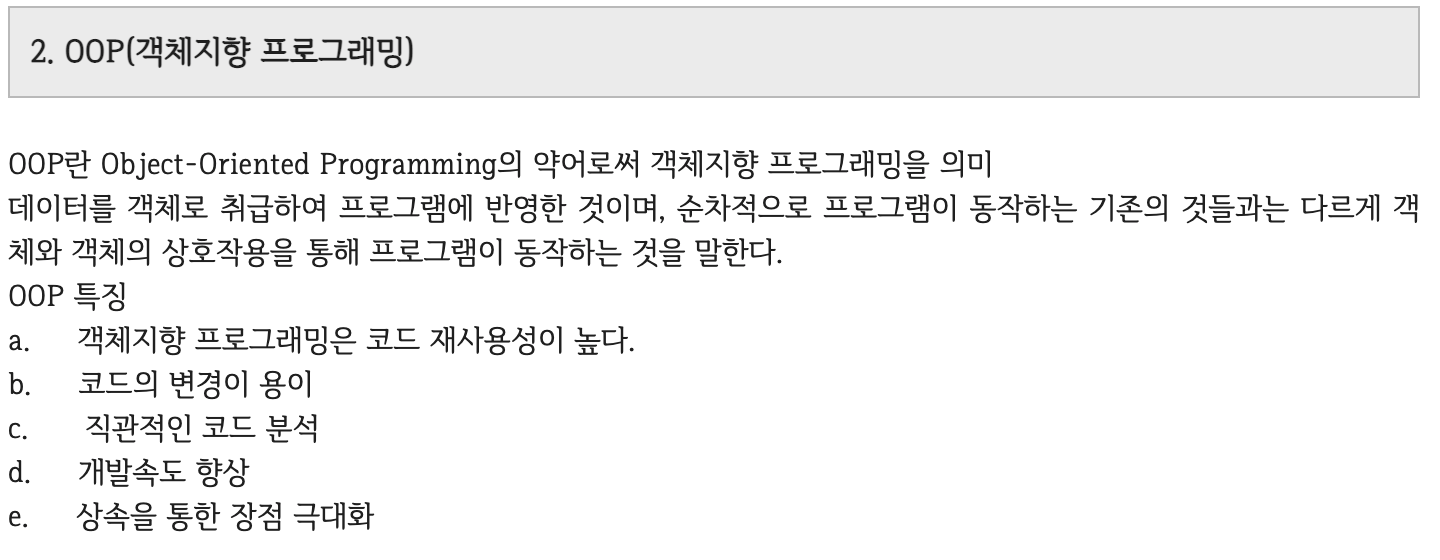 2. OOP(객체지향 프로그래밍)
OOP란 Object-Oriented Programming의 약어로써 객체지향 프로그래밍을 의미
데이터를 객체로 취급하여 프로그램에 반영한 것이며, 순차적으로 프로그램이 동작하는 기존의 것들과는 다르게 객
체와 객체의 상호작용을 통해 프로그램이 동작하는 것을 말한다.
OOP 특징
a. 객체지향 프로그래밍은 코드 재사용성이 높다.
b. 코드의 변경이 용이
c. 직관적인 코드 분석
d. 개발속도 향상
e. 상속을 통한 장점 극대화